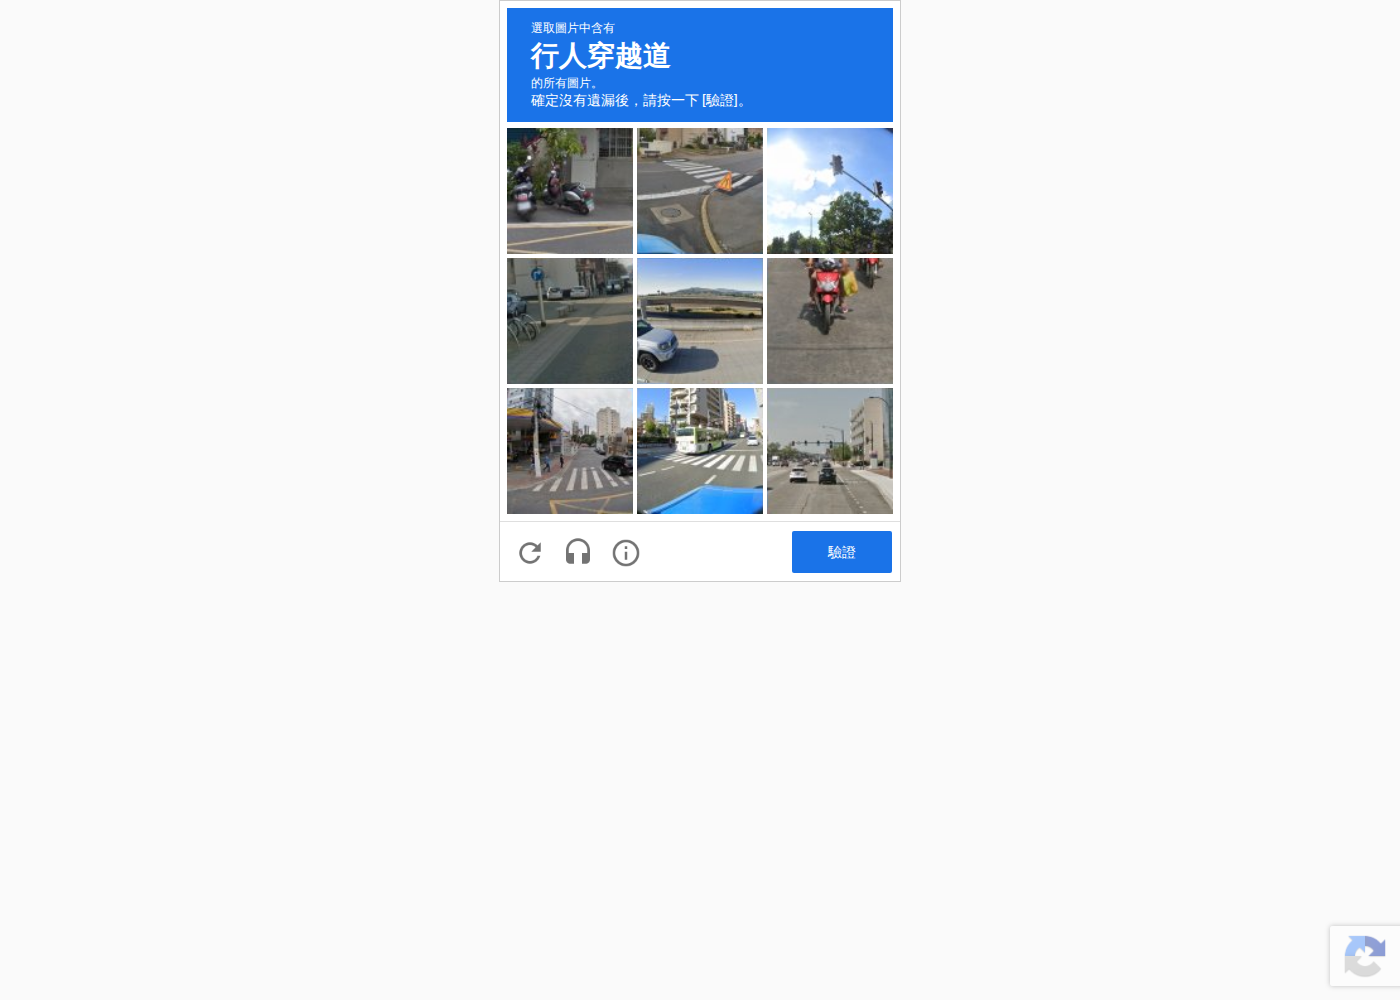 選取圖片中含有
行人穿越道
的所有圖片。
確定沒有遺漏後，請按一下 [驗證]。
驗證